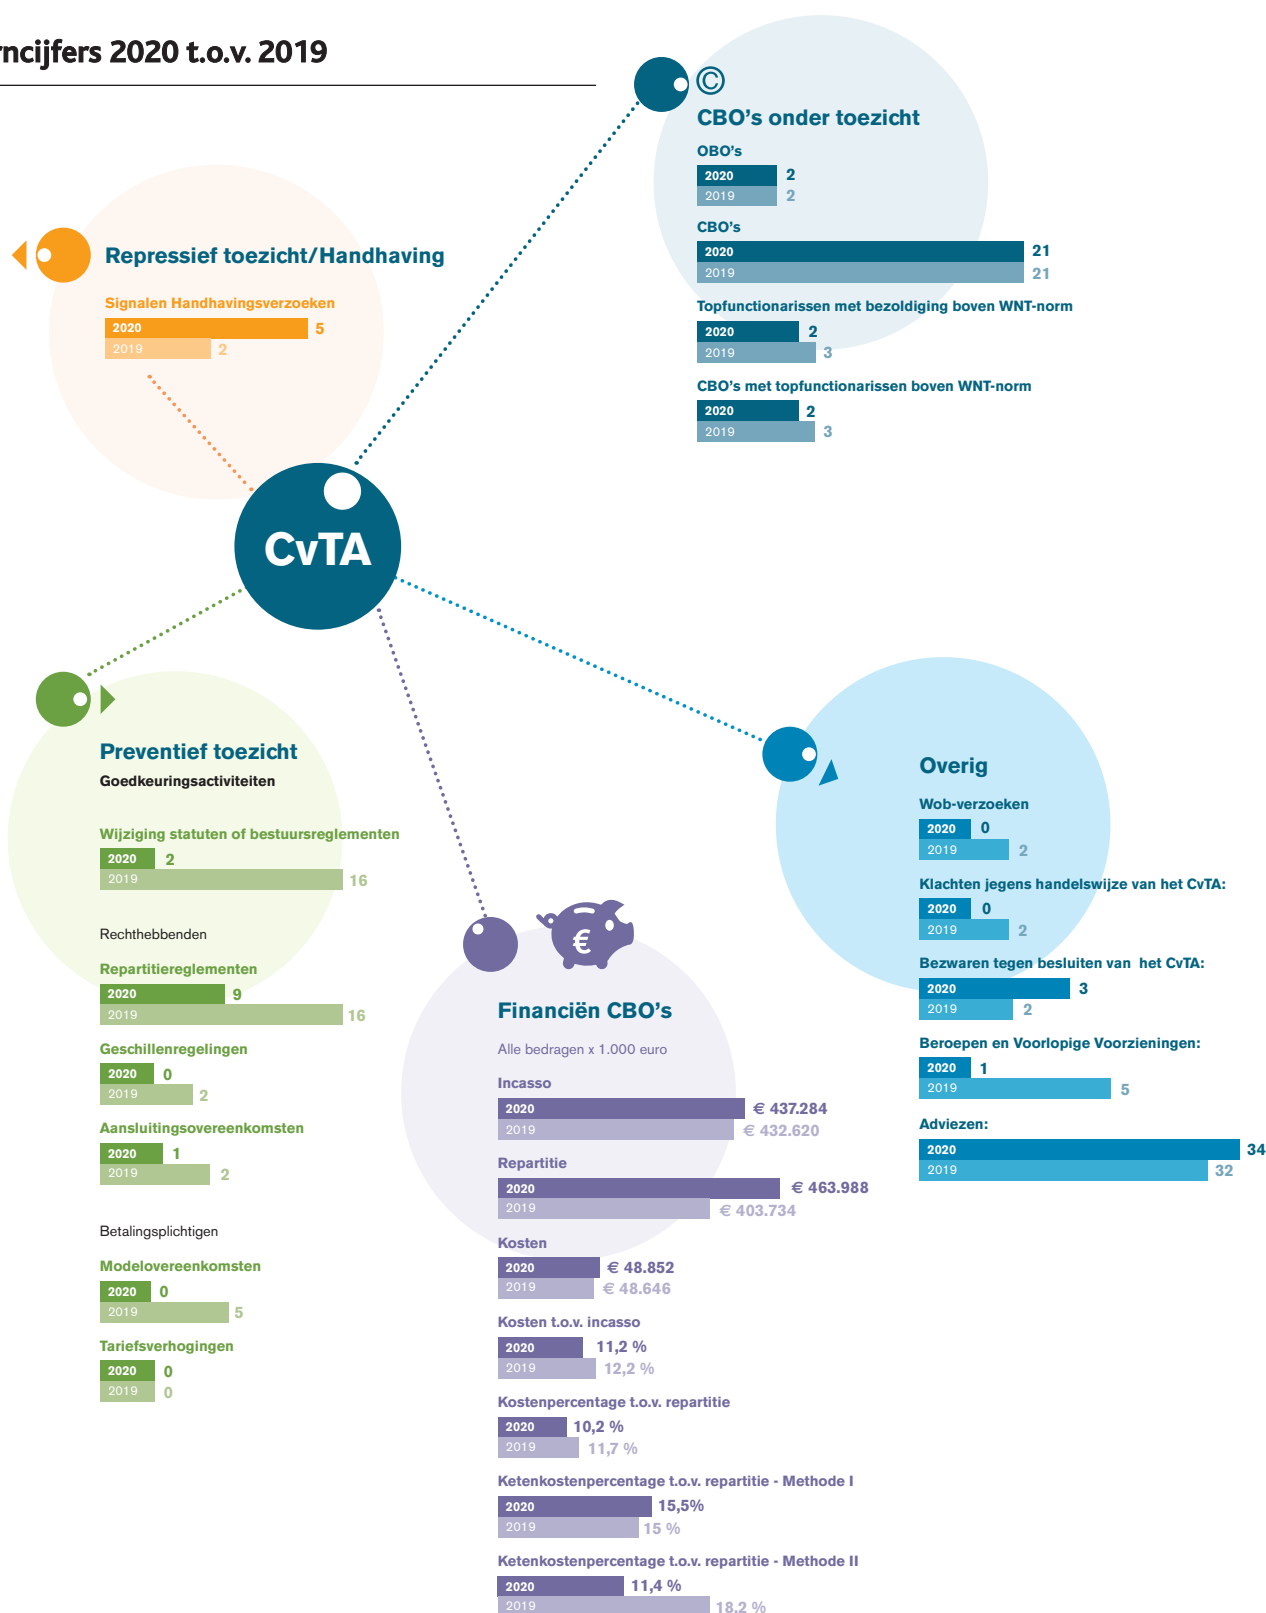 rncijfers 2020 t.o.v. 2019
©
CBO's onder toezicht
OBO's
2020 2
2019 2
CBO's
2020 21
2019 21
Topfunctionarissen met bezoldiging boven WNT-norm
2020 2
2019 3
CBO's met topfunctionarissen boven WNT-norm
2020 2
2019 3
Repressief toezicht/Handhaving
Signalen Handhavingsverzoeken
2020 5
2019 2
CvTA
Preventief toezicht
Goedkeuringsactiviteiten
Wijziging statuten of bestuursreglementen
2020 2
2019 16
Rechthebbenden
Repartitiereglementen
2020 9
2019 16
Geschillenregelingen
2020 0
2019 2
Aansluitingsovereenkomsten
2020 1
2019 2
Betalingsplichtigen
Modelovereenkomsten
2020 0
2019 5
Tariefsverhogingen
2020 0
2019 0
€
Financiën CBO's
Alle bedragen x 1.000 euro
Incasso
2020 € 437.284
2019 € 432.620
Repartitie
2020 € 463.988
2019 € 403.734
Kosten
2020 € 48.852
2019 € 48.646
Kosten t.o.v. incasso
2020 11,2 %
2019 12,2 %
Kostenpercentage t.o.v. repartitie
2020 10,2 %
2019 11,7 %
Ketenkostenpercentage t.o.v. repartitie - Methode I
2020 15,5%
2019 15 %
Ketenkostenpercentage t.o.v. repartitie - Methode II
2020 11,4 %
2019 18,2 %
Overig
Wob-verzoeken
2020 0
2019 2
Klachten jegens handelswijze van het CvTA:
2020 0
2019 2
Bezwaren tegen besluiten van het CvTA:
2020 3
2019 2
Beroepen en Voorlopige Voorzieningen:
2020 1
2019 5
Adviezen:
2020 34
2019 32